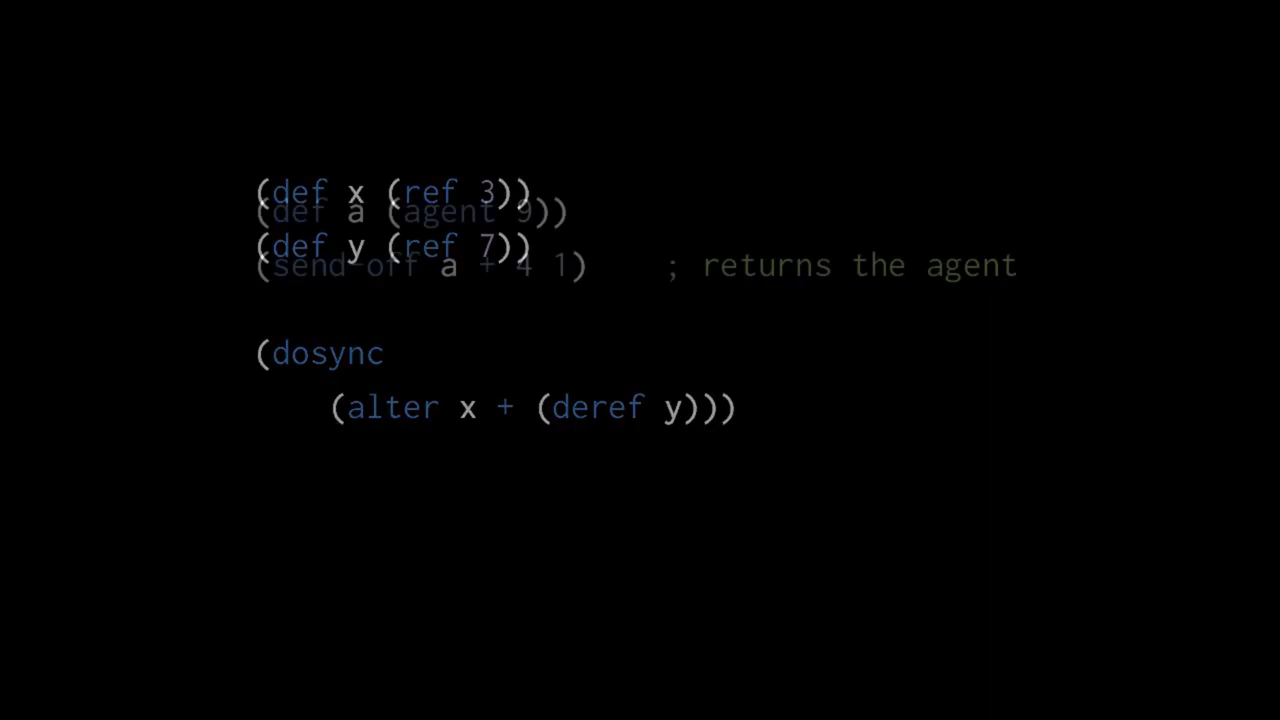 (def x (ref 3))
(def a (agent 9))
(def y (ref 7))
(send-off a + 4 1)    ; returns the agent
(dosync
    (alter x + (deref y)))